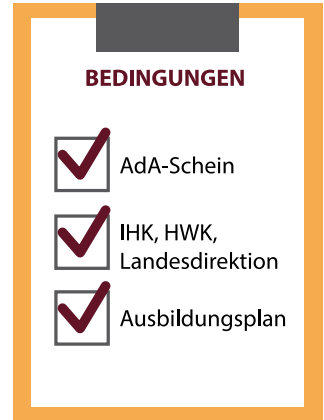 BEDINGUNGEN
AdA-Schein
IHK, HWK,
Landesdirektion
Ausbildungsplan